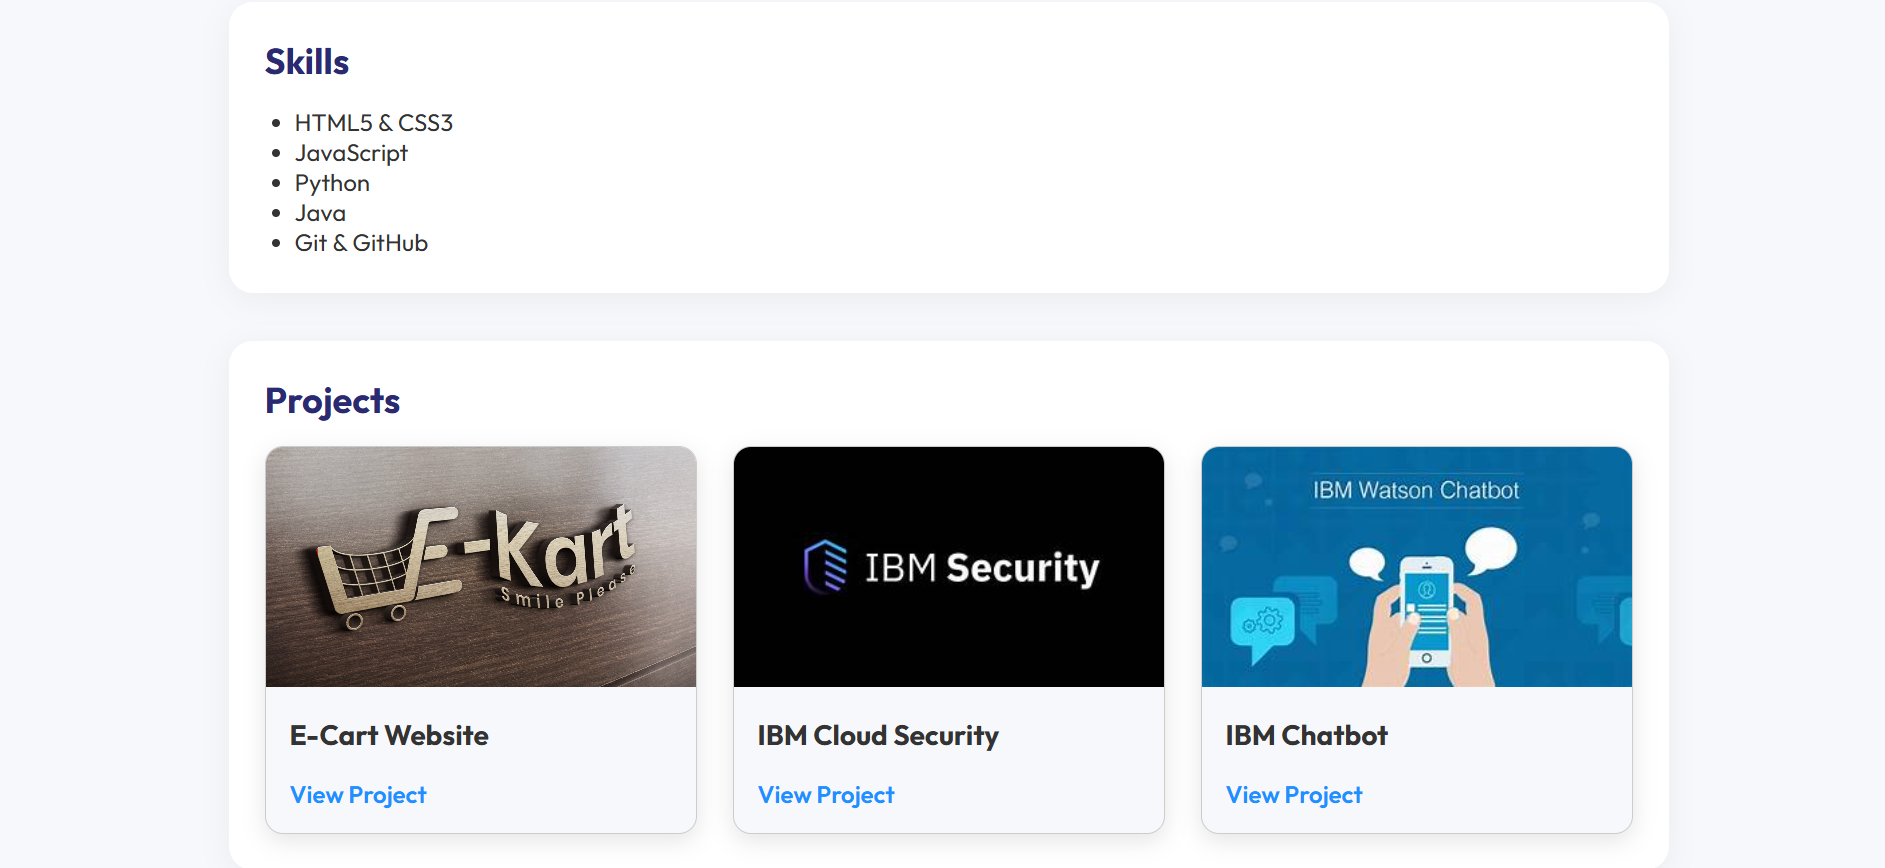 Skills
HTML5 & CSS3
JavaScript
Python
Java
Git & GitHub
Projects
E-Kart
Smile Please
IBM Security
IBM Watson Chatbot
E-Cart Website
IBM Cloud Security
IBM Chatbot
View Project
View Project
View Project